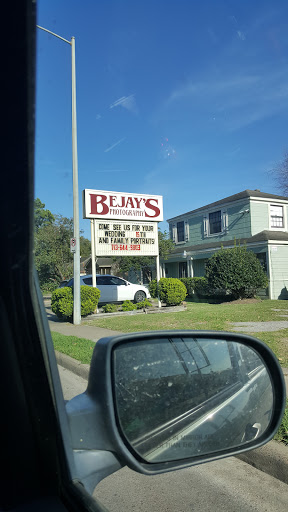 BEJAY'S
PHOTOGRAPHY
COME SEE US FOR YOUR
WEDDING
AND FAMILY PORTRAITS